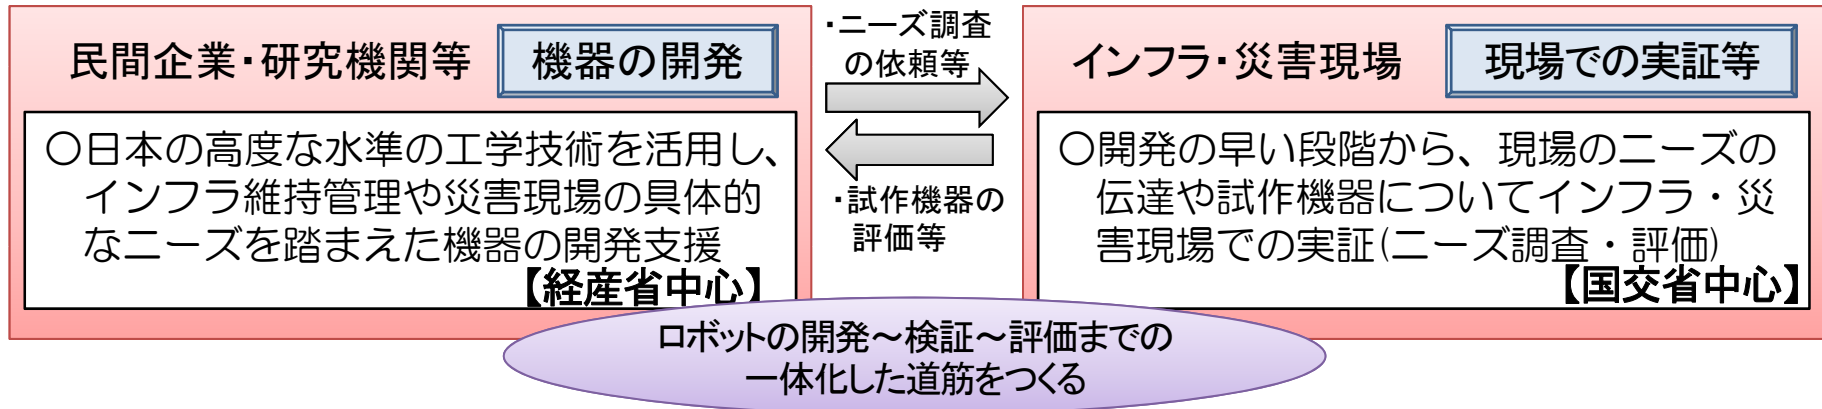 民間企業・研究機関等
機器の開発
〇日本の高度な水準の工学技術を活用し、
インフラ維持管理や災害現場の具体的
なニーズを踏まえた機器の開発支援
【経産省中心】
・ニーズ調査
の依頼等
・試作機器の
評価等
インフラ・災害現場
現場での実証等
〇開発の早い段階から、現場のニーズの
伝達や試作機器についてインフラ・災
害現場での実証(ニーズ調査・評価)
【国交省中心】
ロボットの開発～検証～評価までの
一体化した道筋をつくる